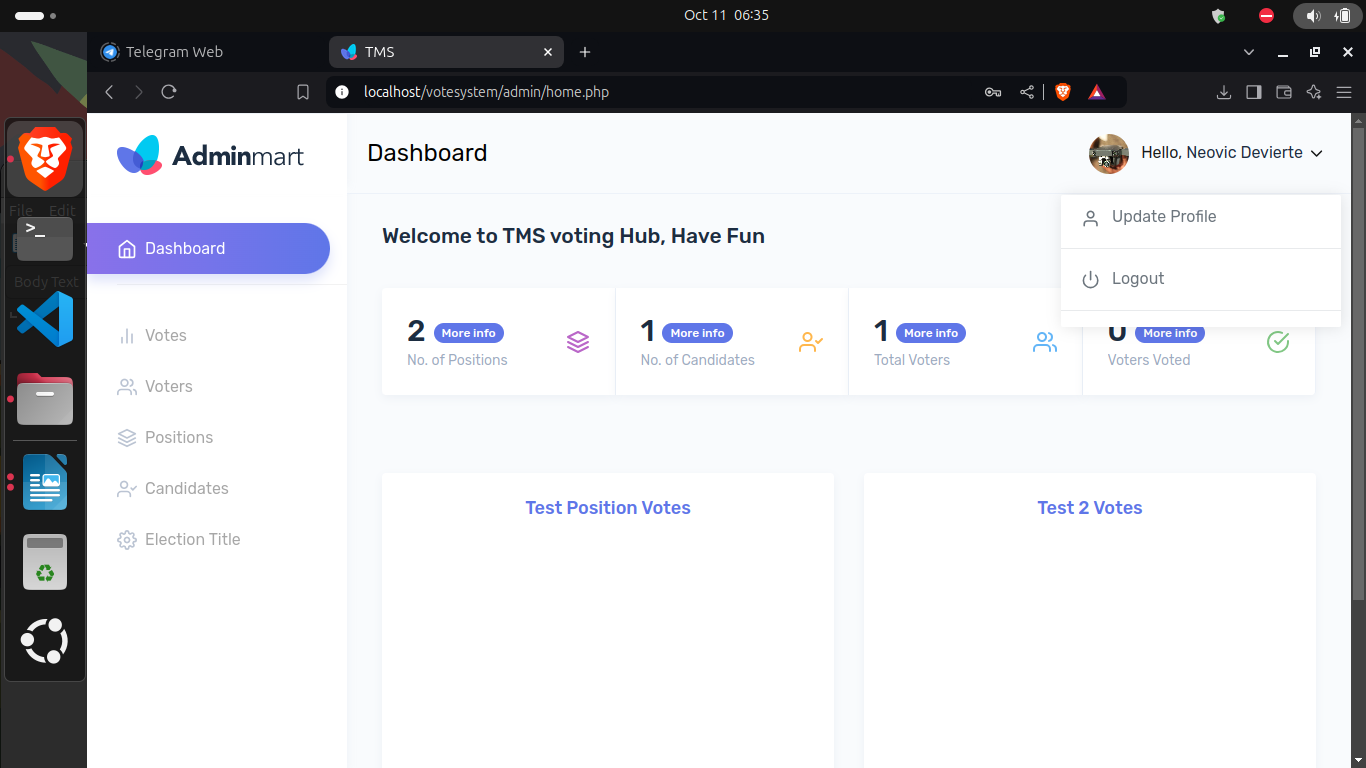 Oct 11 06:35
Telegram Web
TMS
localhost/votesystem/admin/home.php
File Edit
>_
Body Text
Adminmart
Dashboard
Hello, Neovic Devierte
Update Profile
Logout
Dashboard
Votes
Voters
Positions
Candidates
Election Title
Welcome to TMS voting Hub, Have Fun
2 More info
No. of Positions
1 More info
No. of Candidates
1 More info
Total Voters
0 More info
Voters Voted
Test Position Votes
Test 2 Votes